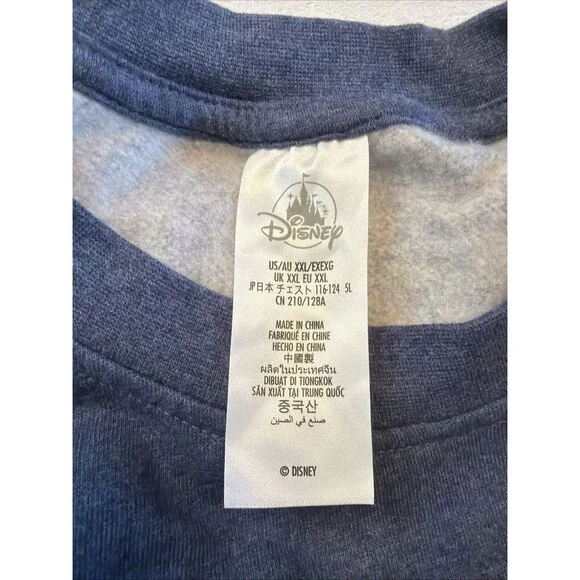 Disney
US/AU XXL/EXEXG
UK XXL EU XXL
JP日本 チェスト 116-124 5L
CN 210/128A
MADE IN CHINA
FABRIQUÉ EN CHINE
HECHO EN CHINA
中國製
ผลิตในประเทศจีน
DIBUAT DI TIONGKOK
SẢN XUẤT TẠI TRUNG QUỐC
중국산
صنع في الصين
© DISNEY